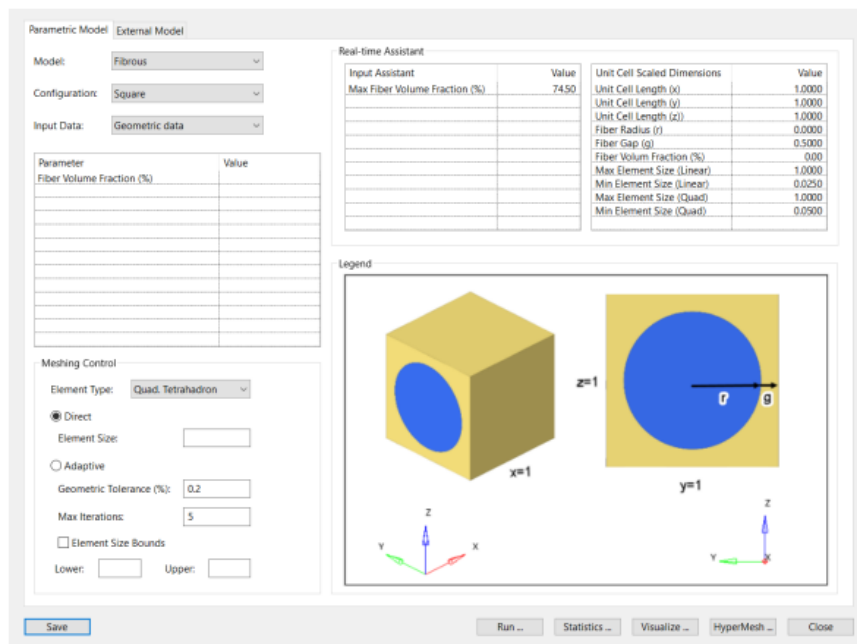 Parametric Model External Model
Model: Fibrous
Configuration: Square
Input Data: Geometric data
Parameter Value
Fiber Volume Fraction (%)
Meshing Control
Element Type: Quad. Tetrahadron
Direct
Element Size:
Adaptive
Geometric Tolerance (%): 0.2
Max Iterations: 5
Element Size Bounds
Lower: Upper:
Real-time Assistant
Input Assistant Value
Max Fiber Volume Fraction (%) 74.50
Unit Cell Scaled Dimensions Value
Unit Cell Length (x) 1.0000
Unit Cell Length (y) 1.0000
Unit Cell Length (z)) 1.0000
Fiber Radius (r) 0.0000
Fiber Gap (g) 0.5000
Fiber Volum Fraction (%) 0.00
Max Element Size (Linear) 1.0000
Min Element Size (Linear) 0.0250
Max Element Size (Quad) 1.0000
Min Element Size (Quad) 0.0500
Legend
x=1
z=1
r g
y=1
Z
Y X
Z
Y X
Save Run ... Statistics ... Visualize ... HyperMesh ... Close